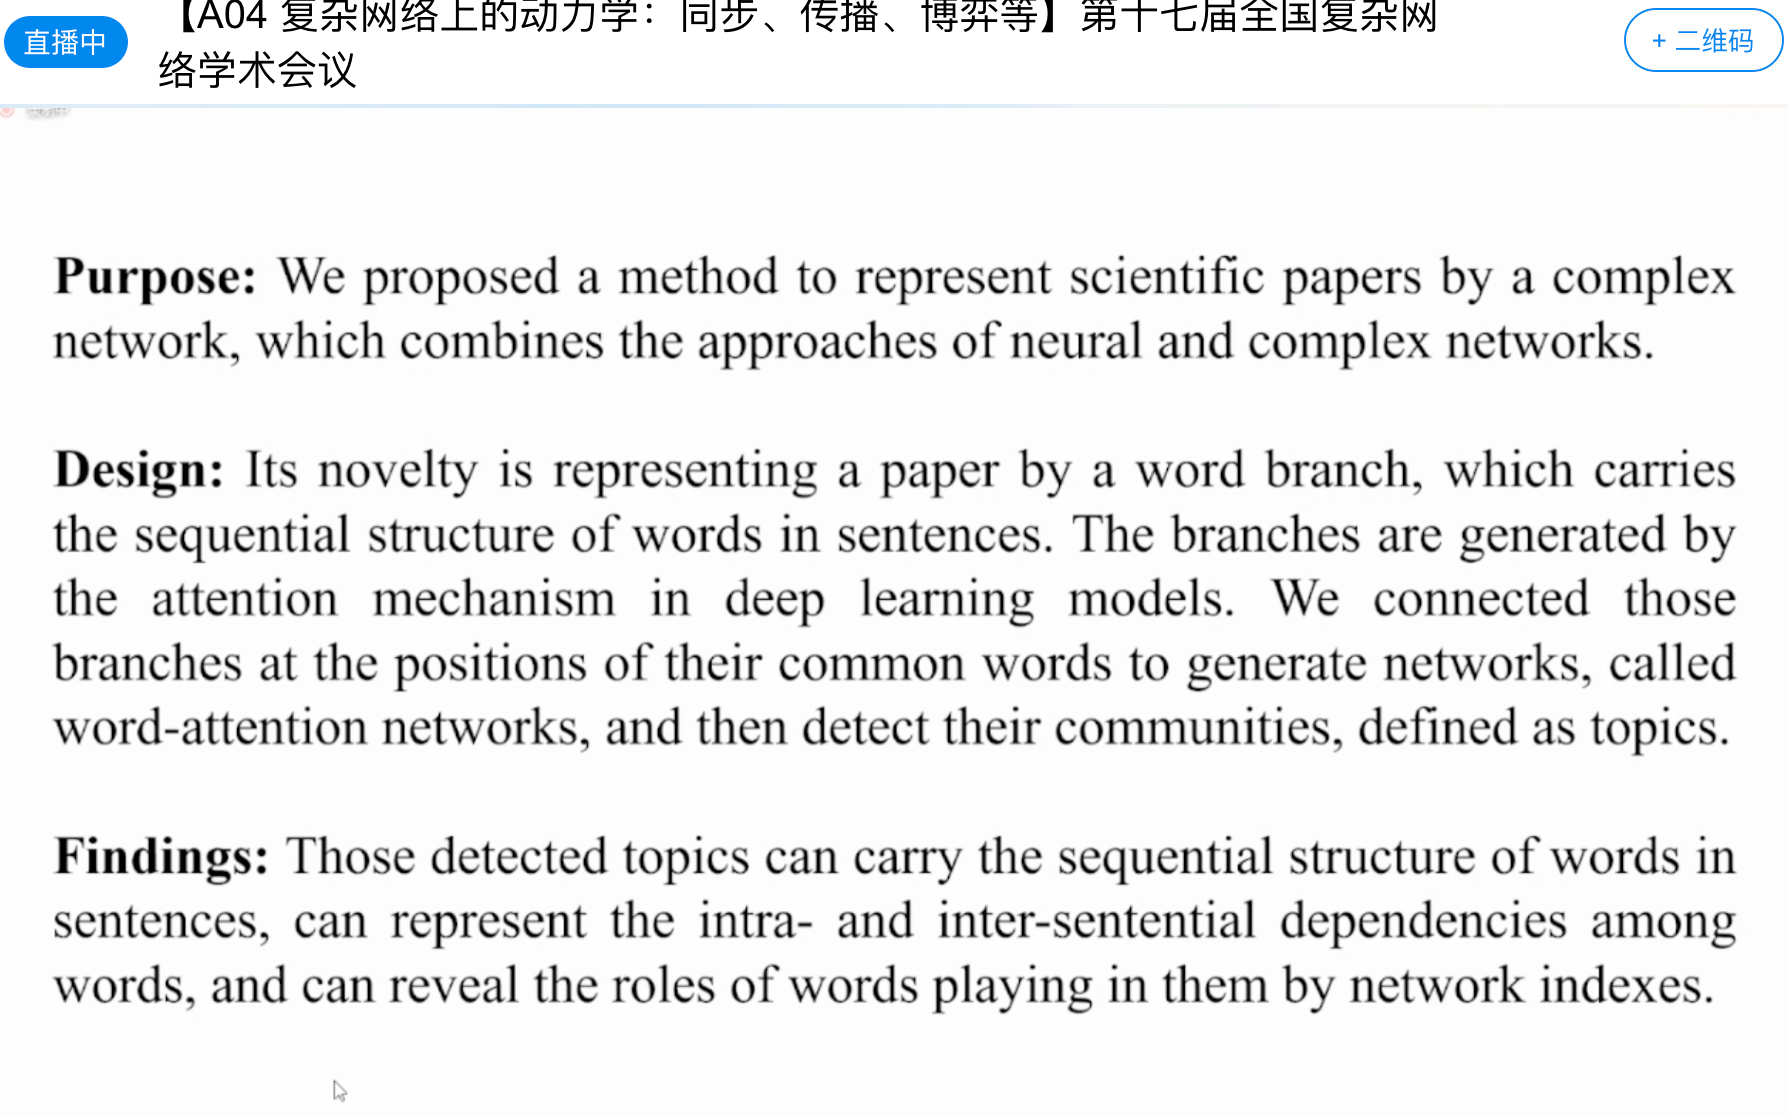 直播中
【A04 复杂网络上的动力学：同步、传播、博弈等】第十七届全国复杂网
络学术会议
+ 二维码
Purpose: We proposed a method to represent scientific papers by a complex
network, which combines the approaches of neural and complex networks.
Design: Its novelty is representing a paper by a word branch, which carries
the sequential structure of words in sentences. The branches are generated by
the attention mechanism in deep learning models. We connected those
branches at the positions of their common words to generate networks, called
word-attention networks, and then detect their communities, defined as topics.
Findings: Those detected topics can carry the sequential structure of words in
sentences, can represent the intra- and inter-sentential dependencies among
words, and can reveal the roles of words playing in them by network indexes.